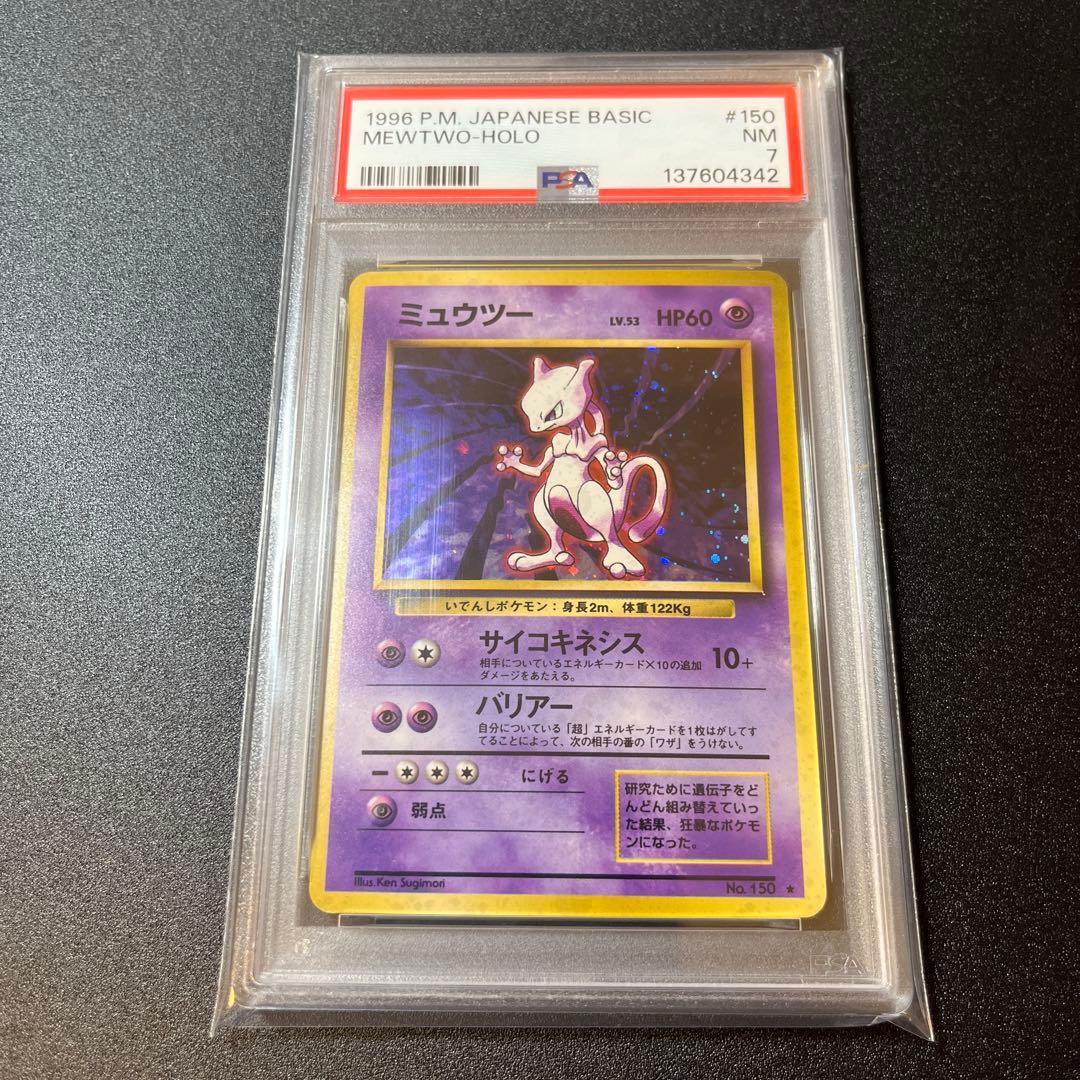 1996 P.M. JAPANESE BASIC #150
MEWTWO-HOLO NM
7
PSA 137604342
ミュウツー LV.53 HP60
いでんしポケモン：身長2m、体重122Kg
サイコキネシス 10+
相手についているエネルギーカード×10の追加
ダメージをあたえる。
バリアー
自分についている「超」エネルギーカードを1枚はがしてす
てることによって、次の相手の番の「ワザ」をうけない。
にげる
弱点
研究ために遺伝子をど
んどん組み替えていっ
た結果、狂暴なポケモ
ンになった。
Illus.Ken Sugimori No. 150 ★
PSA